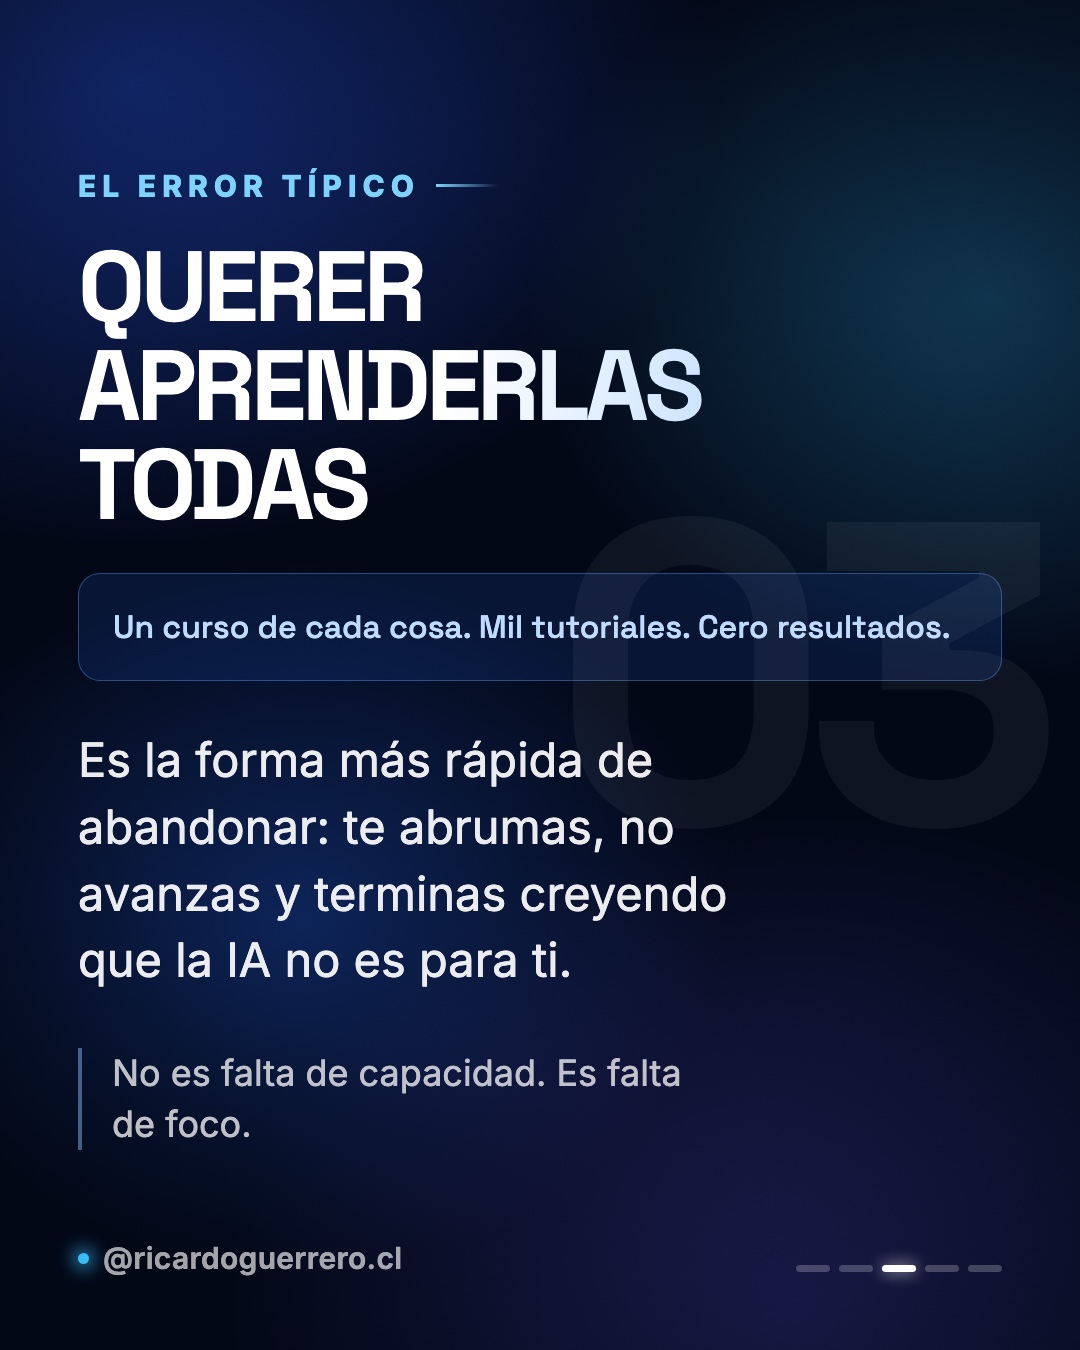 EL ERROR TÍPICO
QUERER
APRENDERLAS
TODAS
03
Un curso de cada cosa. Mil tutoriales. Cero resultados.
Es la forma más rápida de
abandonar: te abrumas, no
avanzas y terminas creyendo
que la IA no es para ti.
No es falta de capacidad. Es falta
de foco.
@ricardoguerrero.cl